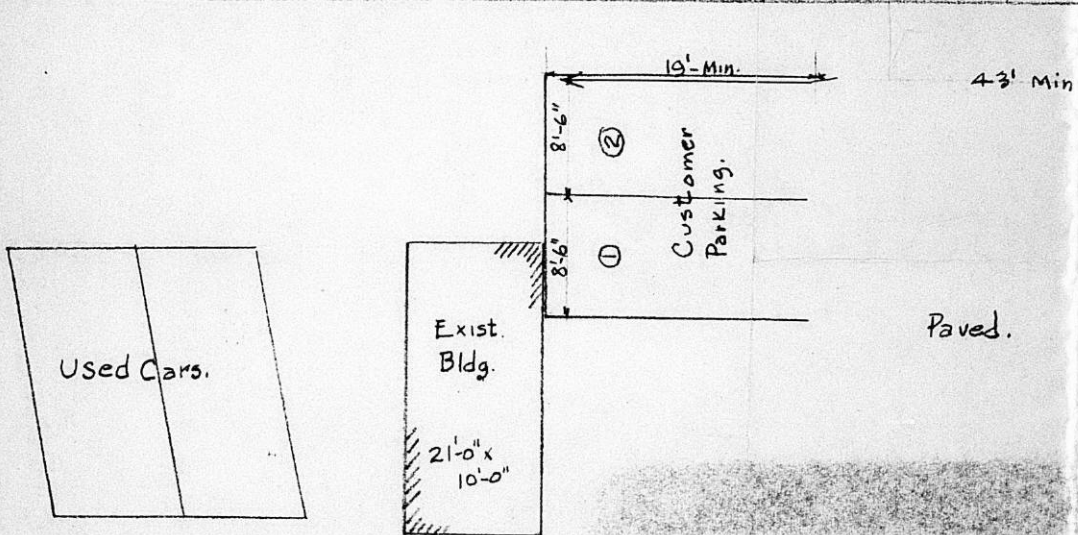 19'-Min.
43' Min
8'-6"
②
Customer
Parking.
8'-6"
①
Used Cars.
Exist.
Bldg.
21'-0" x
10'-0"
Paved.